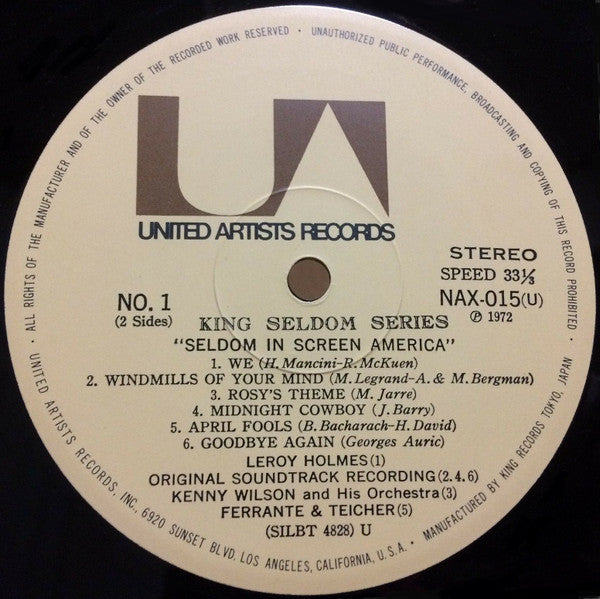 • ALL RIGHTS OF THE MANUFACTURER AND OF THE OWNER OF THE RECORDED WORK RESERVED • UNAUTHORIZED PUBLIC PERFORMANCE, BROADCASTING AND COPYING OF THIS RECORD PROHIBITED •
UA
UNITED ARTISTS RECORDS
STEREO
SPEED 33⅓
NO. 1
NAX-015(U)
(2 Sides)
Ⓟ 1972
KING SELDOM SERIES
"SELDOM IN SCREEN AMERICA"
1. WE (H. Mancini-R. McKuen)
2. WINDMILLS OF YOUR MIND (M. Legrand-A. & M. Bergman)
3. ROSY'S THEME (M. Jarre)
4. MIDNIGHT COWBOY (J. Barry)
5. APRIL FOOLS (B. Bacharach-H. David)
6. GOODBYE AGAIN (Georges Auric)
LEROY HOLMES(1)
ORIGINAL SOUNDTRACK RECORDING(2.4.6)
KENNY WILSON and His Orchestra(3)
FERRANTE & TEICHER(5)
(SILBT 4828) U
UNITED ARTISTS RECORDS, INC., 6920 SUNSET BLVD. LOS ANGELES, CALIFORNIA, U.S.A. • MANUFACTURED BY KING RECORDS TOKYO, JAPAN